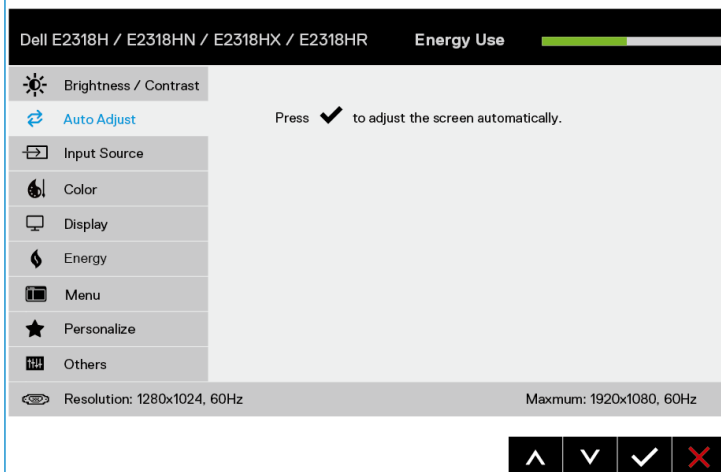 Dell E2318H / E2318HN / E2318HX / E2318HR Energy Use
Brightness / Contrast
Auto Adjust
Press to adjust the screen automatically.
Input Source
Color
Display
Energy
Menu
Personalize
Others
Resolution: 1280x1024, 60Hz Maxmum: 1920x1080, 60Hz